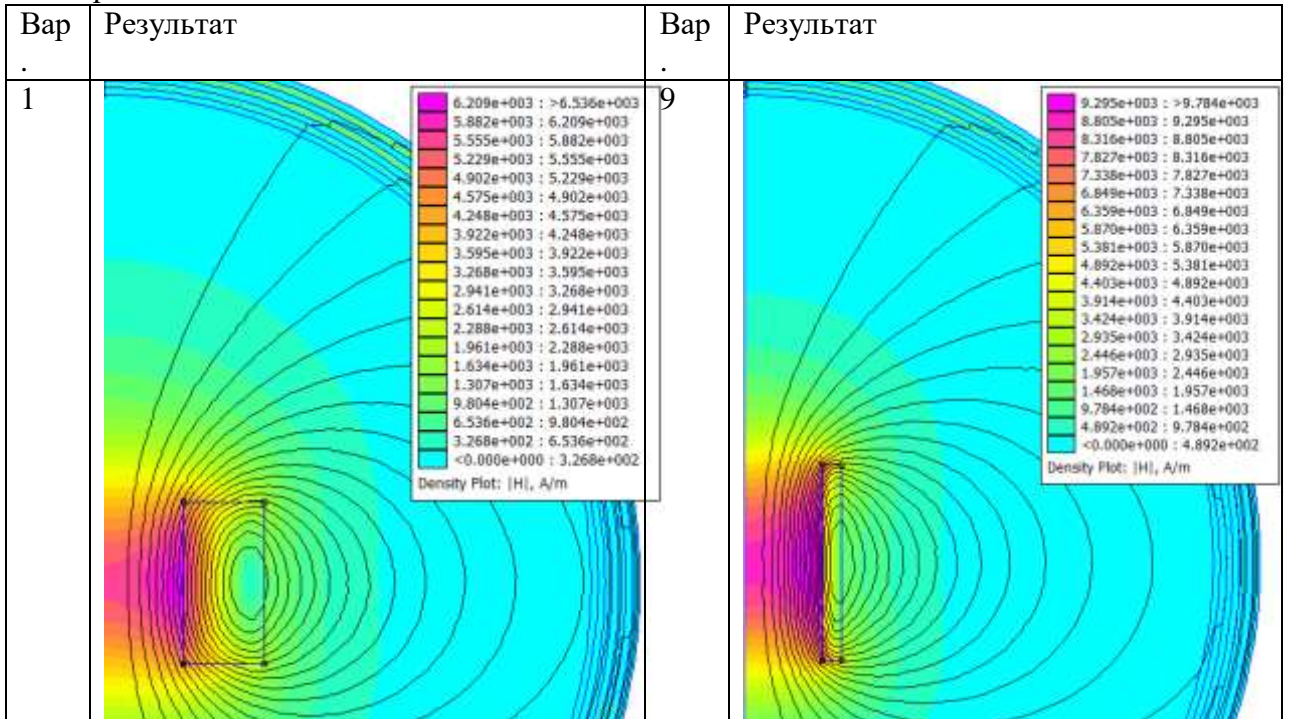 Вар
.
Результат
Вар
.
Результат
1
6.209e+003 : >6.536e+003
5.882e+003 : 6.209e+003
5.555e+003 : 5.882e+003
5.229e+003 : 5.555e+003
4.902e+003 : 5.229e+003
4.575e+003 : 4.902e+003
4.248e+003 : 4.575e+003
3.922e+003 : 4.248e+003
3.595e+003 : 3.922e+003
3.268e+003 : 3.595e+003
2.941e+003 : 3.268e+003
2.614e+003 : 2.941e+003
2.288e+003 : 2.614e+003
1.961e+003 : 2.288e+003
1.634e+003 : 1.961e+003
1.307e+003 : 1.634e+003
9.804e+002 : 1.307e+003
6.536e+002 : 9.804e+002
3.268e+002 : 6.536e+002
<0.000e+000 : 3.268e+002
Density Plot: |H|, A/m
9
9.295e+003 : >9.784e+003
8.805e+003 : 9.295e+003
8.316e+003 : 8.805e+003
7.827e+003 : 8.316e+003
7.338e+003 : 7.827e+003
6.849e+003 : 7.338e+003
6.359e+003 : 6.849e+003
5.870e+003 : 6.359e+003
5.381e+003 : 5.870e+003
4.892e+003 : 5.381e+003
4.403e+003 : 4.892e+003
3.914e+003 : 4.403e+003
3.424e+003 : 3.914e+003
2.935e+003 : 3.424e+003
2.446e+003 : 2.935e+003
1.957e+003 : 2.446e+003
1.468e+003 : 1.957e+003
9.784e+002 : 1.468e+003
4.892e+002 : 9.784e+002
<0.000e+000 : 4.892e+002
Density Plot: |H|, A/m